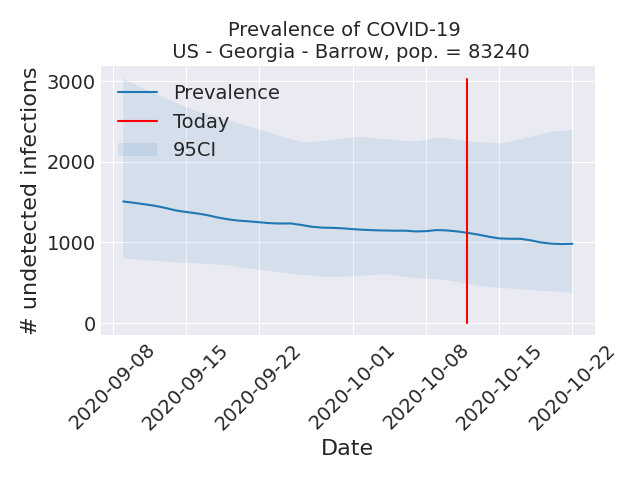 Prevalence of COVID-19
US - Georgia - Barrow, pop. = 83240
# undetected infections
3000
2000
1000
0
Prevalence
Today
95CI
2020-09-08
2020-09-15
2020-09-22
2020-10-01
2020-10-08
2020-10-15
2020-10-22
Date